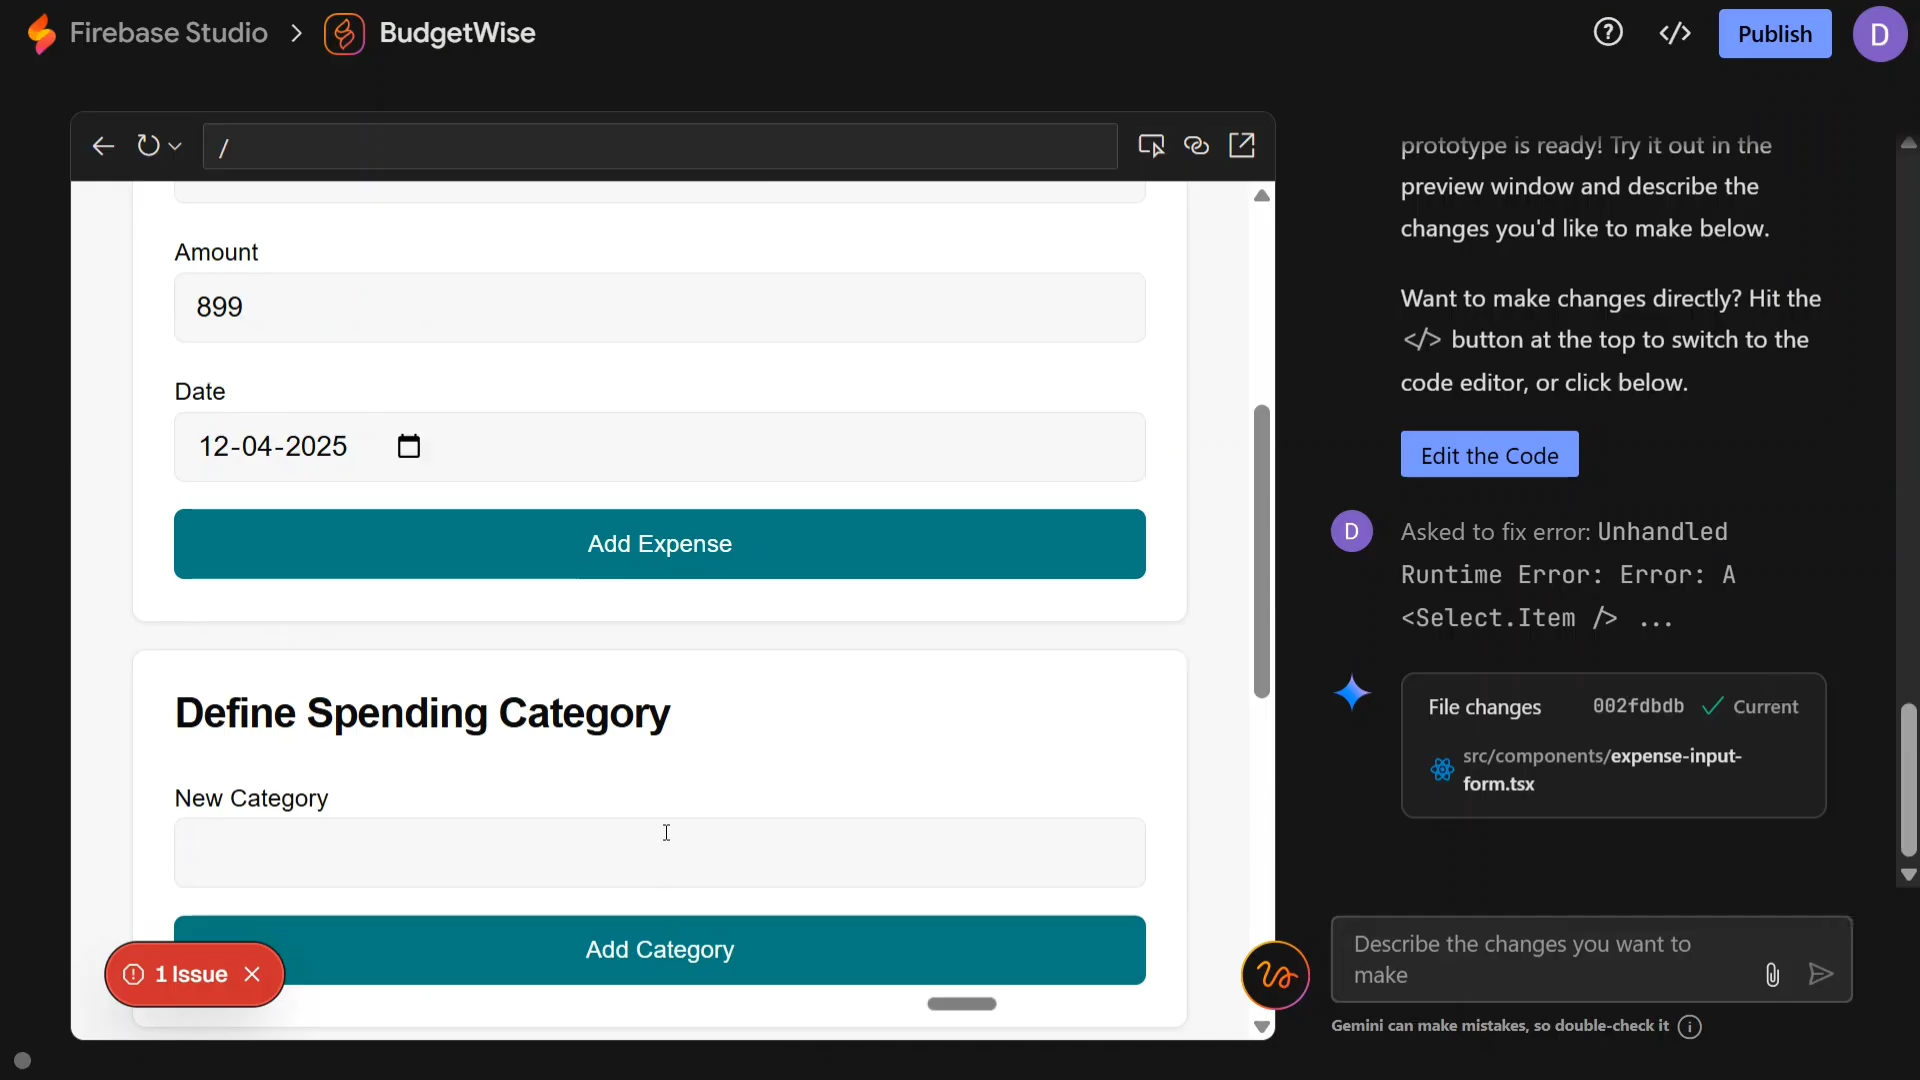 Firebase Studio > BudgetWise
Publish
D
/
Amount
899
Date
12-04-2025
Add Expense
Define Spending Category
New Category
Add Category
1 Issue
prototype is ready! Try it out in the
preview window and describe the
changes you'd like to make below.
Want to make changes directly? Hit the
</> button at the top to switch to the
code editor, or click below.
Edit the Code
D
Asked to fix error: Unhandled
Runtime Error: Error: A
<Select.Item /> ...
File changes 002fdbdb ✓ Current
src/components/expense-input-
form.tsx
Describe the changes you want to
make
Gemini can make mistakes, so double-check it